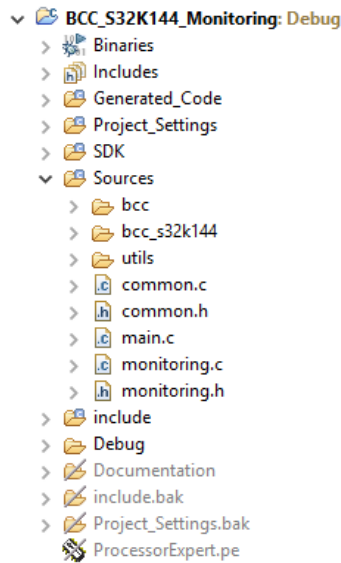 BCC_S32K144_Monitoring: Debug
Binaries
Includes
Generated_Code
Project_Settings
SDK
Sources
bcc
bcc_s32k144
utils
common.c
common.h
main.c
monitoring.c
monitoring.h
include
Debug
Documentation
include.bak
Project_Settings.bak
ProcessorExpert.pe